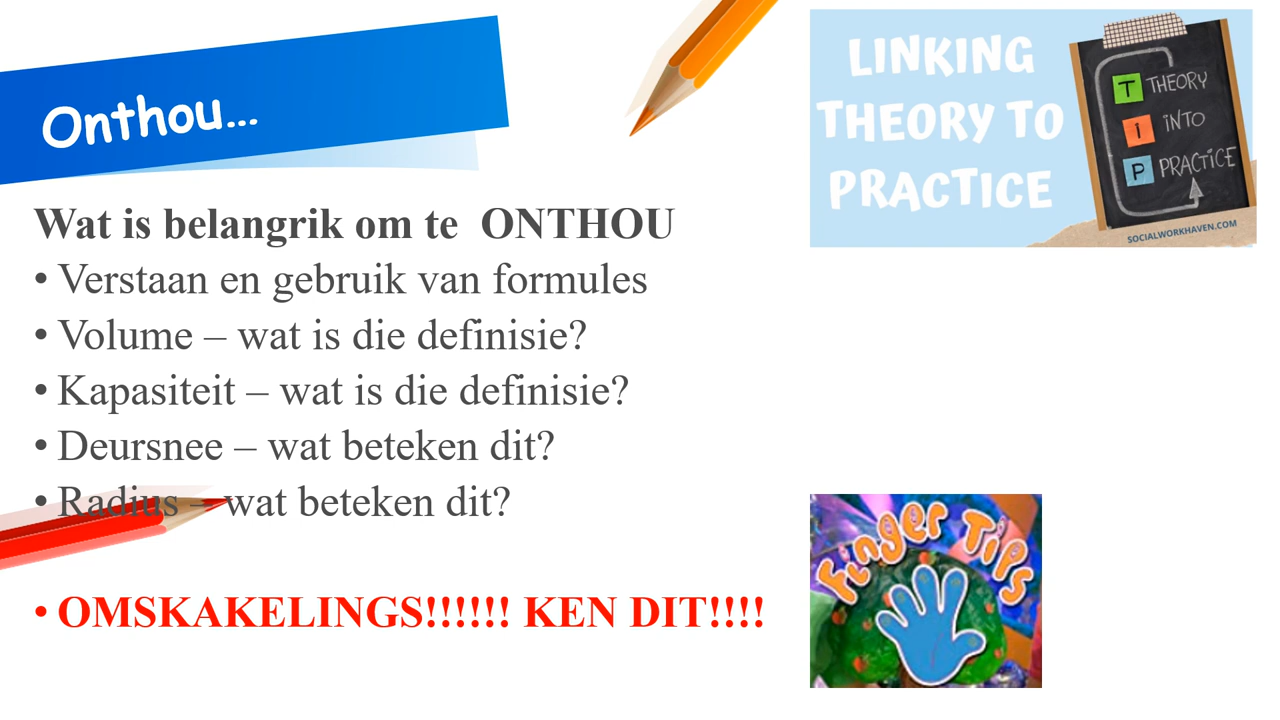 Onthou...
LINKING
THEORY TO
PRACTICE
T THEORY
I INTO
P PRACTICE
SOCIALWORKHAVEN.COM
Wat is belangrik om te ONTHOU
• Verstaan en gebruik van formules
• Volume – wat is die definisie?
• Kapasiteit – wat is die definisie?
• Deursnee – wat beteken dit?
• Radius – wat beteken dit?
• OMSKAKELINGS!!!!!! KEN DIT!!!!
Finger Tips